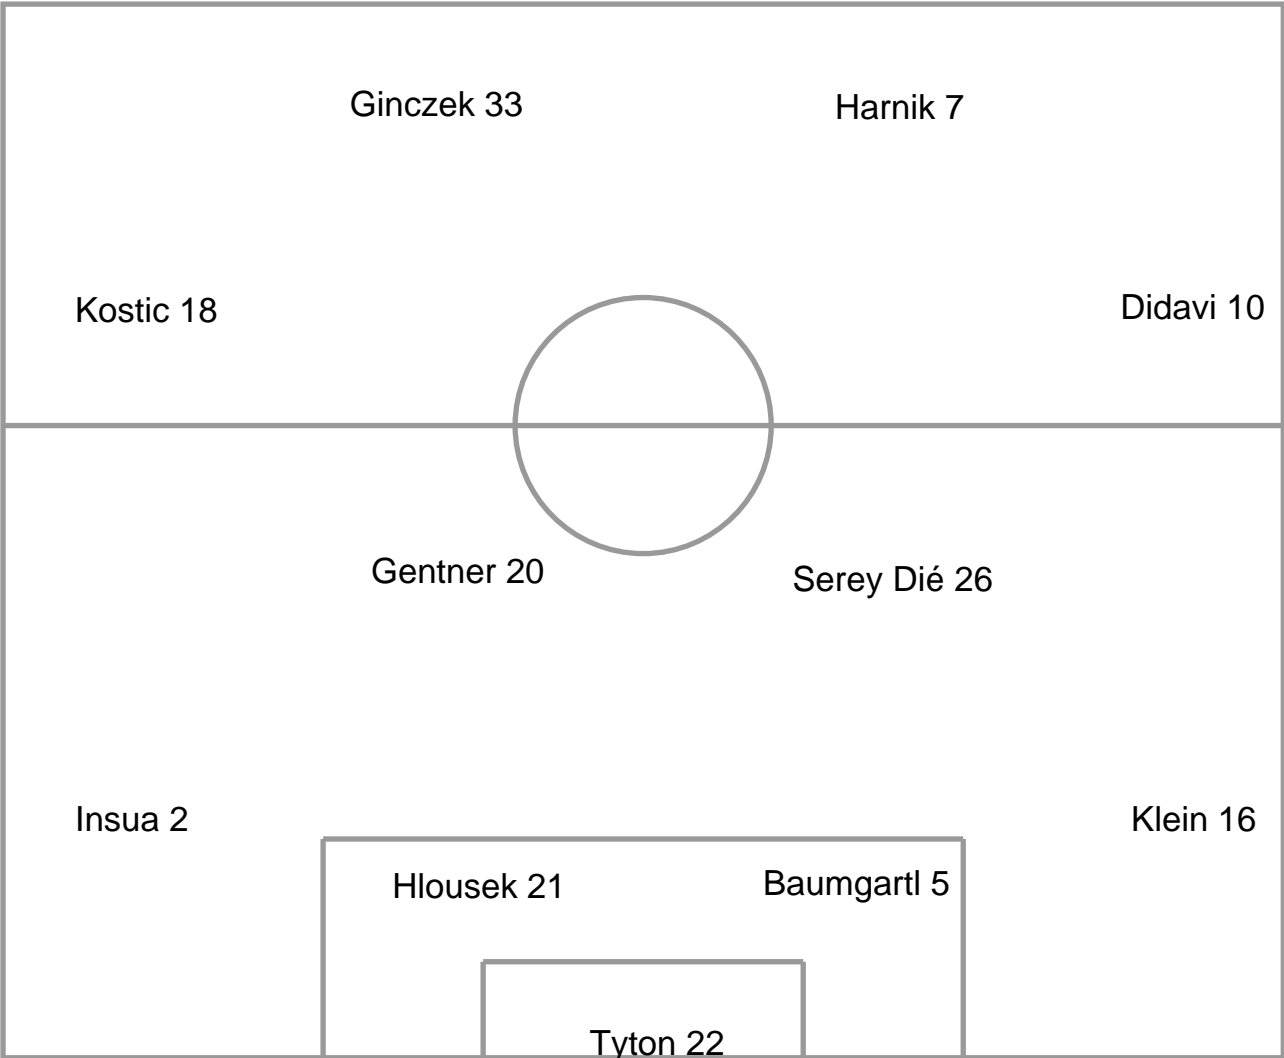 Ginczek 33
Harnik 7
Kostic 18
Didavi 10
Gentner 20
Serey Dié 26
Insua 2
Klein 16
Hlousek 21
Baumgartl 5
Tyton 22